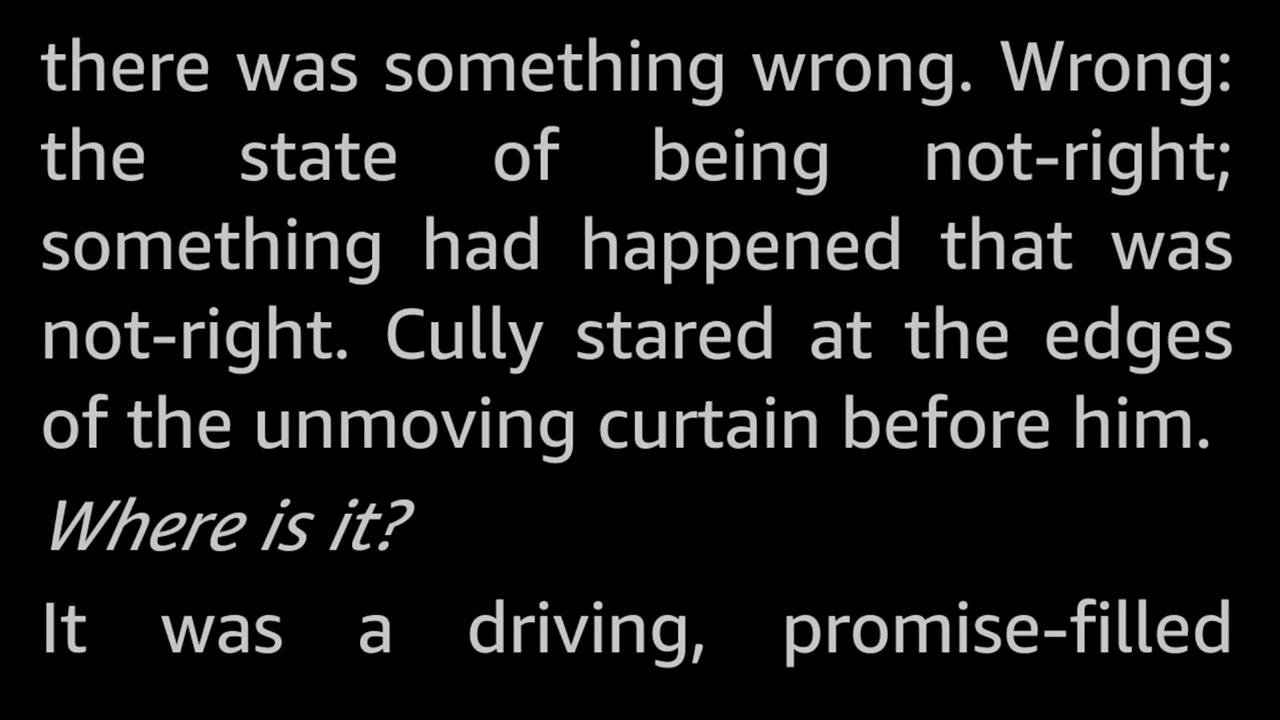 there was something wrong. Wrong:
the state of being not-right;
something had happened that was
not-right. Cully stared at the edges
of the unmoving curtain before him.
Where is it?
It was a driving, promise-filled